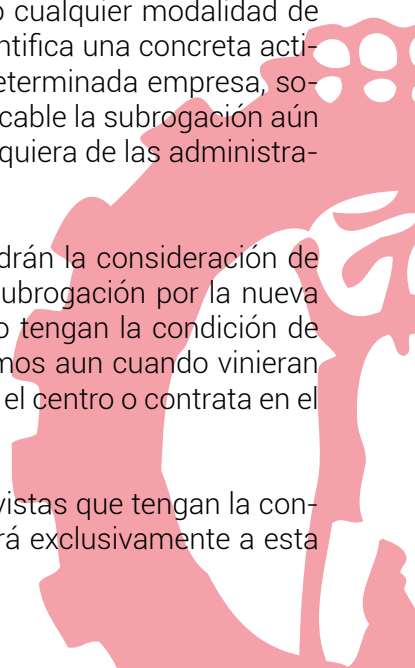 o cualquier modalidad de
ntifica una concreta acti-
eterminada empresa, so-
cable la subrogación aún
quiera de las administra-
drán la consideración de
ubrogación por la nueva
o tengan la condición de
mos aun cuando vinieran
el centro o contrata en el
vistas que tengan la con-
rá exclusivamente a esta